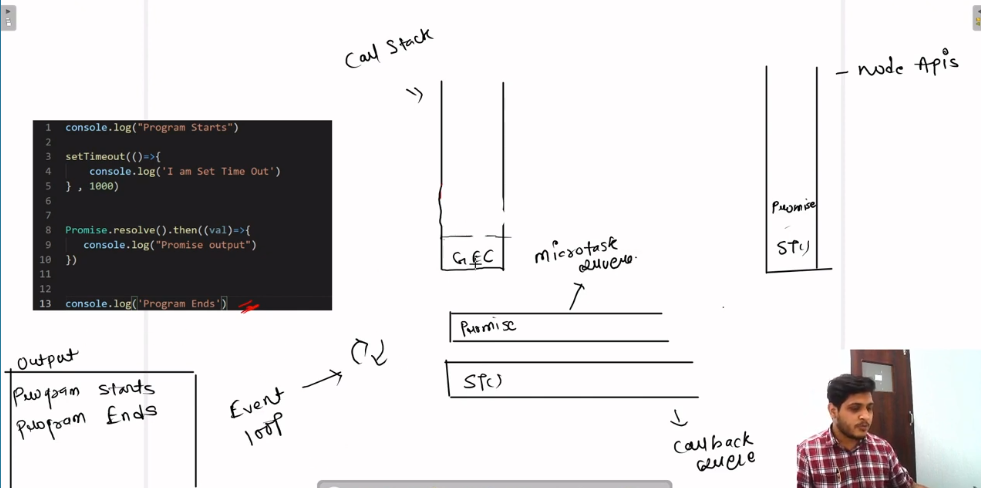 Call Stack
Node Apis
1 console.log("Program Starts")
2
3 setTimeout(()=>{
4 console.log('I am Set Time Out')
5 } , 1000)
6
7
8 Promise.resolve().then((val)=>{
9 console.log("Promise output")
10 })
11
12
13 console.log('Program Ends')
GEC
Microtask
Queue.
Promise
ST()
Promise
ST()
Output
Program Starts
Program Ends
Event
loop
Callback
Queue